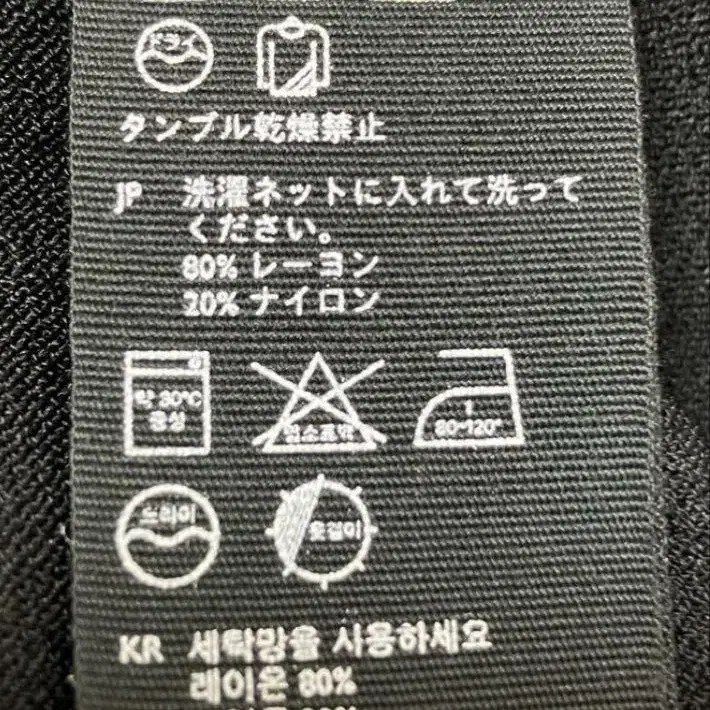 ドライ
タンブル乾燥禁止
JP 洗濯ネットに入れて洗って
ください。
80% レーヨン
20% ナイロン
약 30℃
중성
염소표백
1
80~120°
드라이
옷걸이
KR 세탁망을 사용하세요
레이온 80%